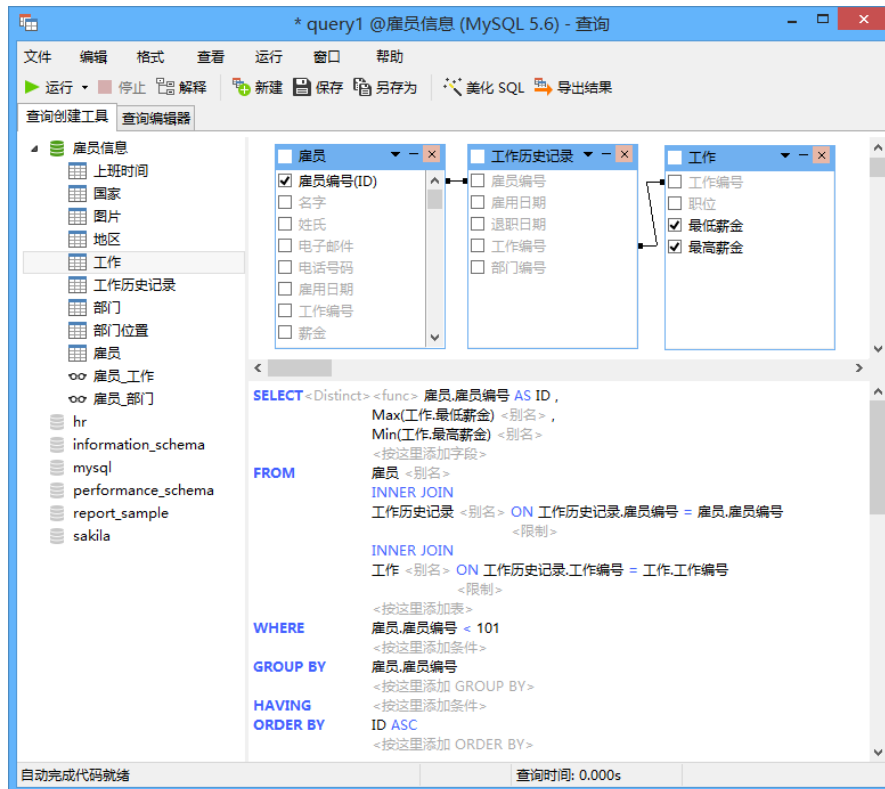 * query1 @雇员信息 (MySQL 5.6) - 查询
文件 编辑 格式 查看 运行 窗口 帮助
运行 停止 解释 新建 保存 另存为 美化 SQL 导出结果
查询创建工具 查询编辑器
雇员信息
上班时间
国家
图片
地区
工作
工作历史记录
部门
部门位置
雇员
雇员_工作
雇员_部门
hr
information_schema
mysql
performance_schema
report_sample
sakila
雇员
雇员编号(ID)
名字
姓氏
电子邮件
电话号码
雇用日期
工作编号
薪金
工作历史记录
雇员编号
雇用日期
退职日期
工作编号
部门编号
工作
工作编号
职位
最低薪金
最高薪金
SELECT <Distinct> <func> 雇员.雇员编号 AS ID ,
Max(工作.最低薪金) <别名> ,
Min(工作.最高薪金) <别名>
<按这里添加字段>
FROM 雇员 <别名>
INNER JOIN
工作历史记录 <别名> ON 工作历史记录.雇员编号 = 雇员.雇员编号
<限制>
INNER JOIN
工作 <别名> ON 工作历史记录.工作编号 = 工作.工作编号
<限制>
<按这里添加表>
WHERE 雇员.雇员编号 < 101
<按这里添加条件>
GROUP BY 雇员.雇员编号
<按这里添加 GROUP BY>
HAVING <按这里添加条件>
ORDER BY ID ASC
<按这里添加 ORDER BY>
自动完成代码就绪 查询时间: 0.000s